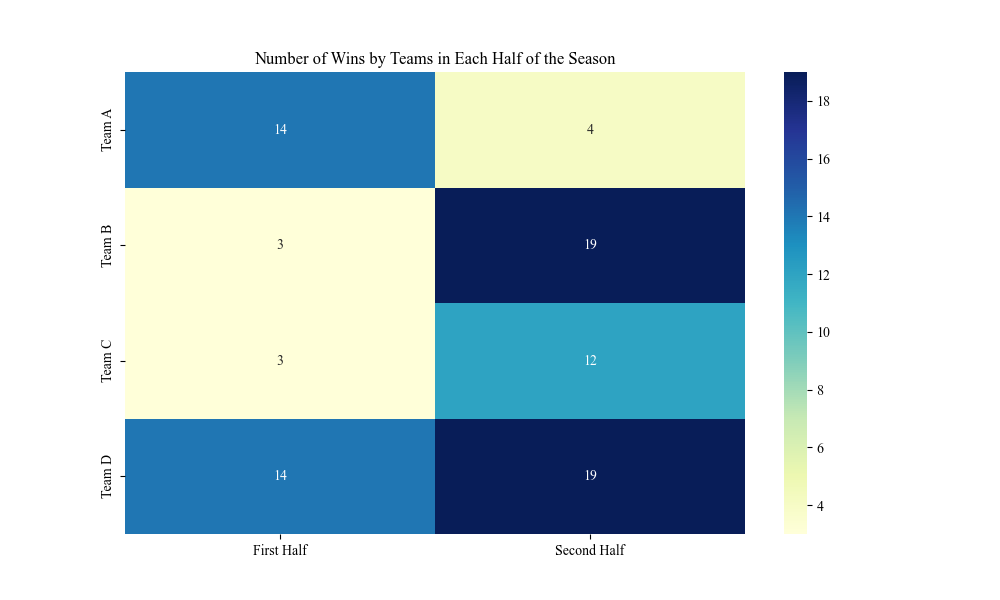 Number of Wins by Teams in Each Half of the Season
Team A
14
4
Team B
3
19
Team C
3
12
Team D
14
19
First Half
Second Half
18
16
14
12
10
8
6
4